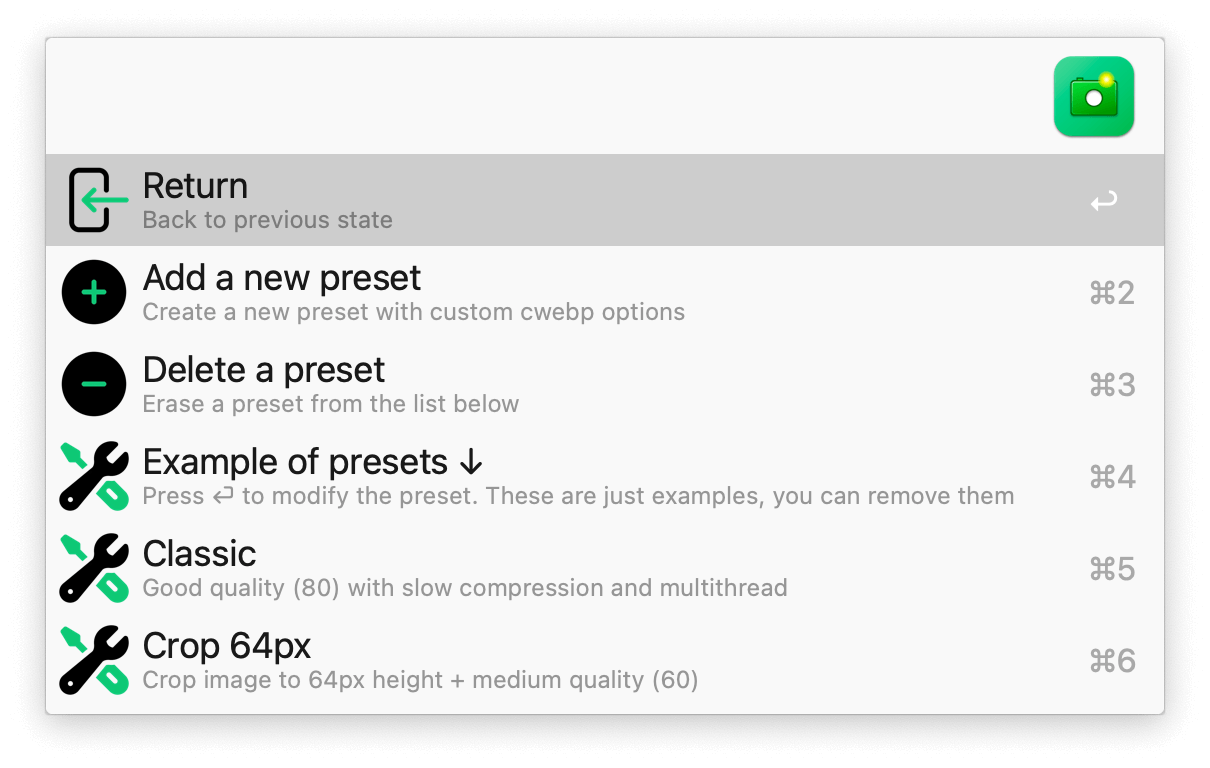 Return
Back to previous state
↩
Add a new preset
Create a new preset with custom cwebp options
⌘2
Delete a preset
Erase a preset from the list below
⌘3
Example of presets ↓
Press ↩ to modify the preset. These are just examples, you can remove them
⌘4
Classic
Good quality (80) with slow compression and multithread
⌘5
Crop 64px
Crop image to 64px height + medium quality (60)
⌘6